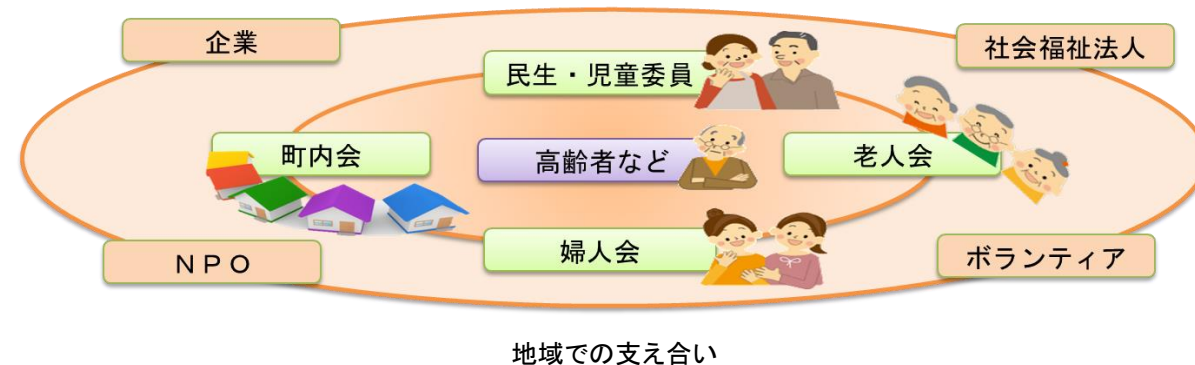 企業
社会福祉法人
民生・児童委員
町内会
高齢者など
老人会
婦人会
ＮＰＯ
ボランティア
地域での支え合い